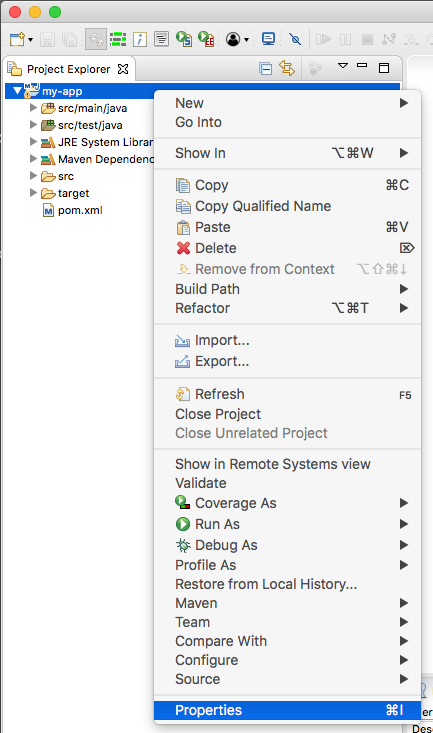 Project Explorer
my-app
src/main/java
src/test/java
JRE System Librar
Maven Dependenc
src
target
pom.xml
New
Go Into
Show In ⌥⌘W
Copy ⌘C
Copy Qualified Name
Paste ⌘V
Delete ⌦
Remove from Context ⌥⇧⌘↓
Build Path
Refactor ⌥⌘T
Import...
Export...
Refresh F5
Close Project
Close Unrelated Project
Show in Remote Systems view
Validate
Coverage As
Run As
Debug As
Profile As
Restore from Local History...
Maven
Team
Compare With
Configure
Source
Properties ⌘I
Desc